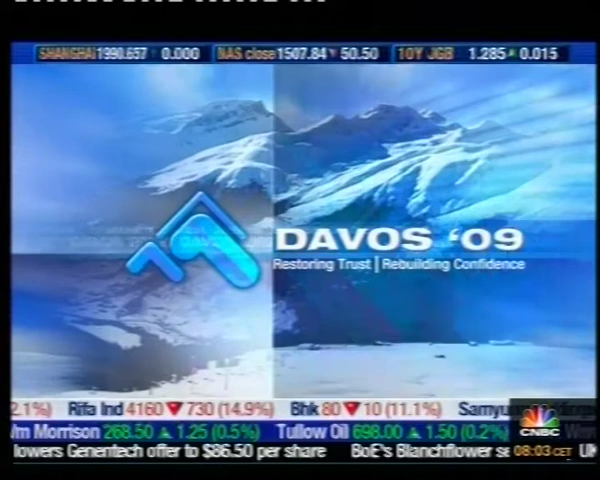 SHANGHAI 1990.657 0.000 NAS close 1507.84 ▼ 50.50 10Y JGB 1.285 ▲ 0.015
DAVOS '09
Restoring Trust | Rebuilding Confidence
2.1%) Rifa Ind 4160 ▼ 730 (14.9%) Bhk 80 ▼ 10 (11.1%) Samyu
/m Morrison 268.50 ▲ 1.25 (0.5%) Tullow Oil 698.00 ▲ 1.50 (0.2%)
CNBC
lowers Genentech offer to $86.50 per share BoE's Blanchflower se 08:03 CET UK